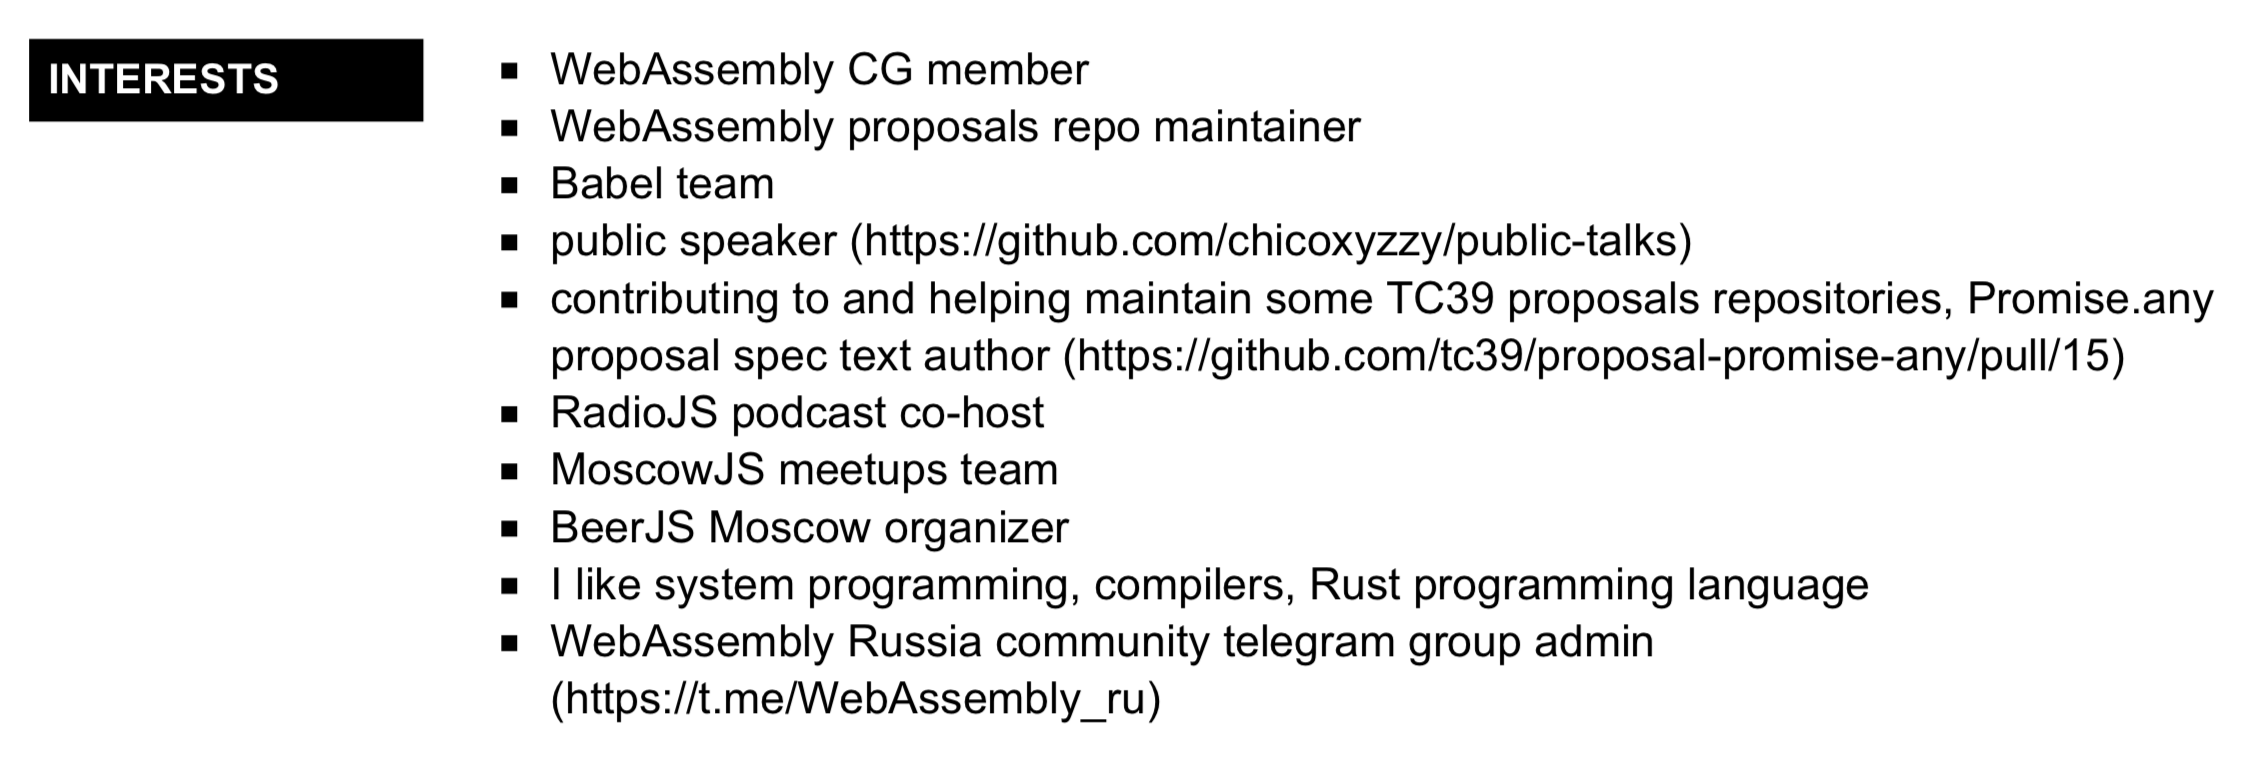 INTERESTS
▪ WebAssembly CG member
▪ WebAssembly proposals repo maintainer
▪ Babel team
▪ public speaker (https://github.com/chicoxyzzy/public-talks)
▪ contributing to and helping maintain some TC39 proposals repositories, Promise.any
proposal spec text author (https://github.com/tc39/proposal-promise-any/pull/15)
▪ RadioJS podcast co-host
▪ MoscowJS meetups team
▪ BeerJS Moscow organizer
▪ I like system programming, compilers, Rust programming language
▪ WebAssembly Russia community telegram group admin
(https://t.me/WebAssembly_ru)